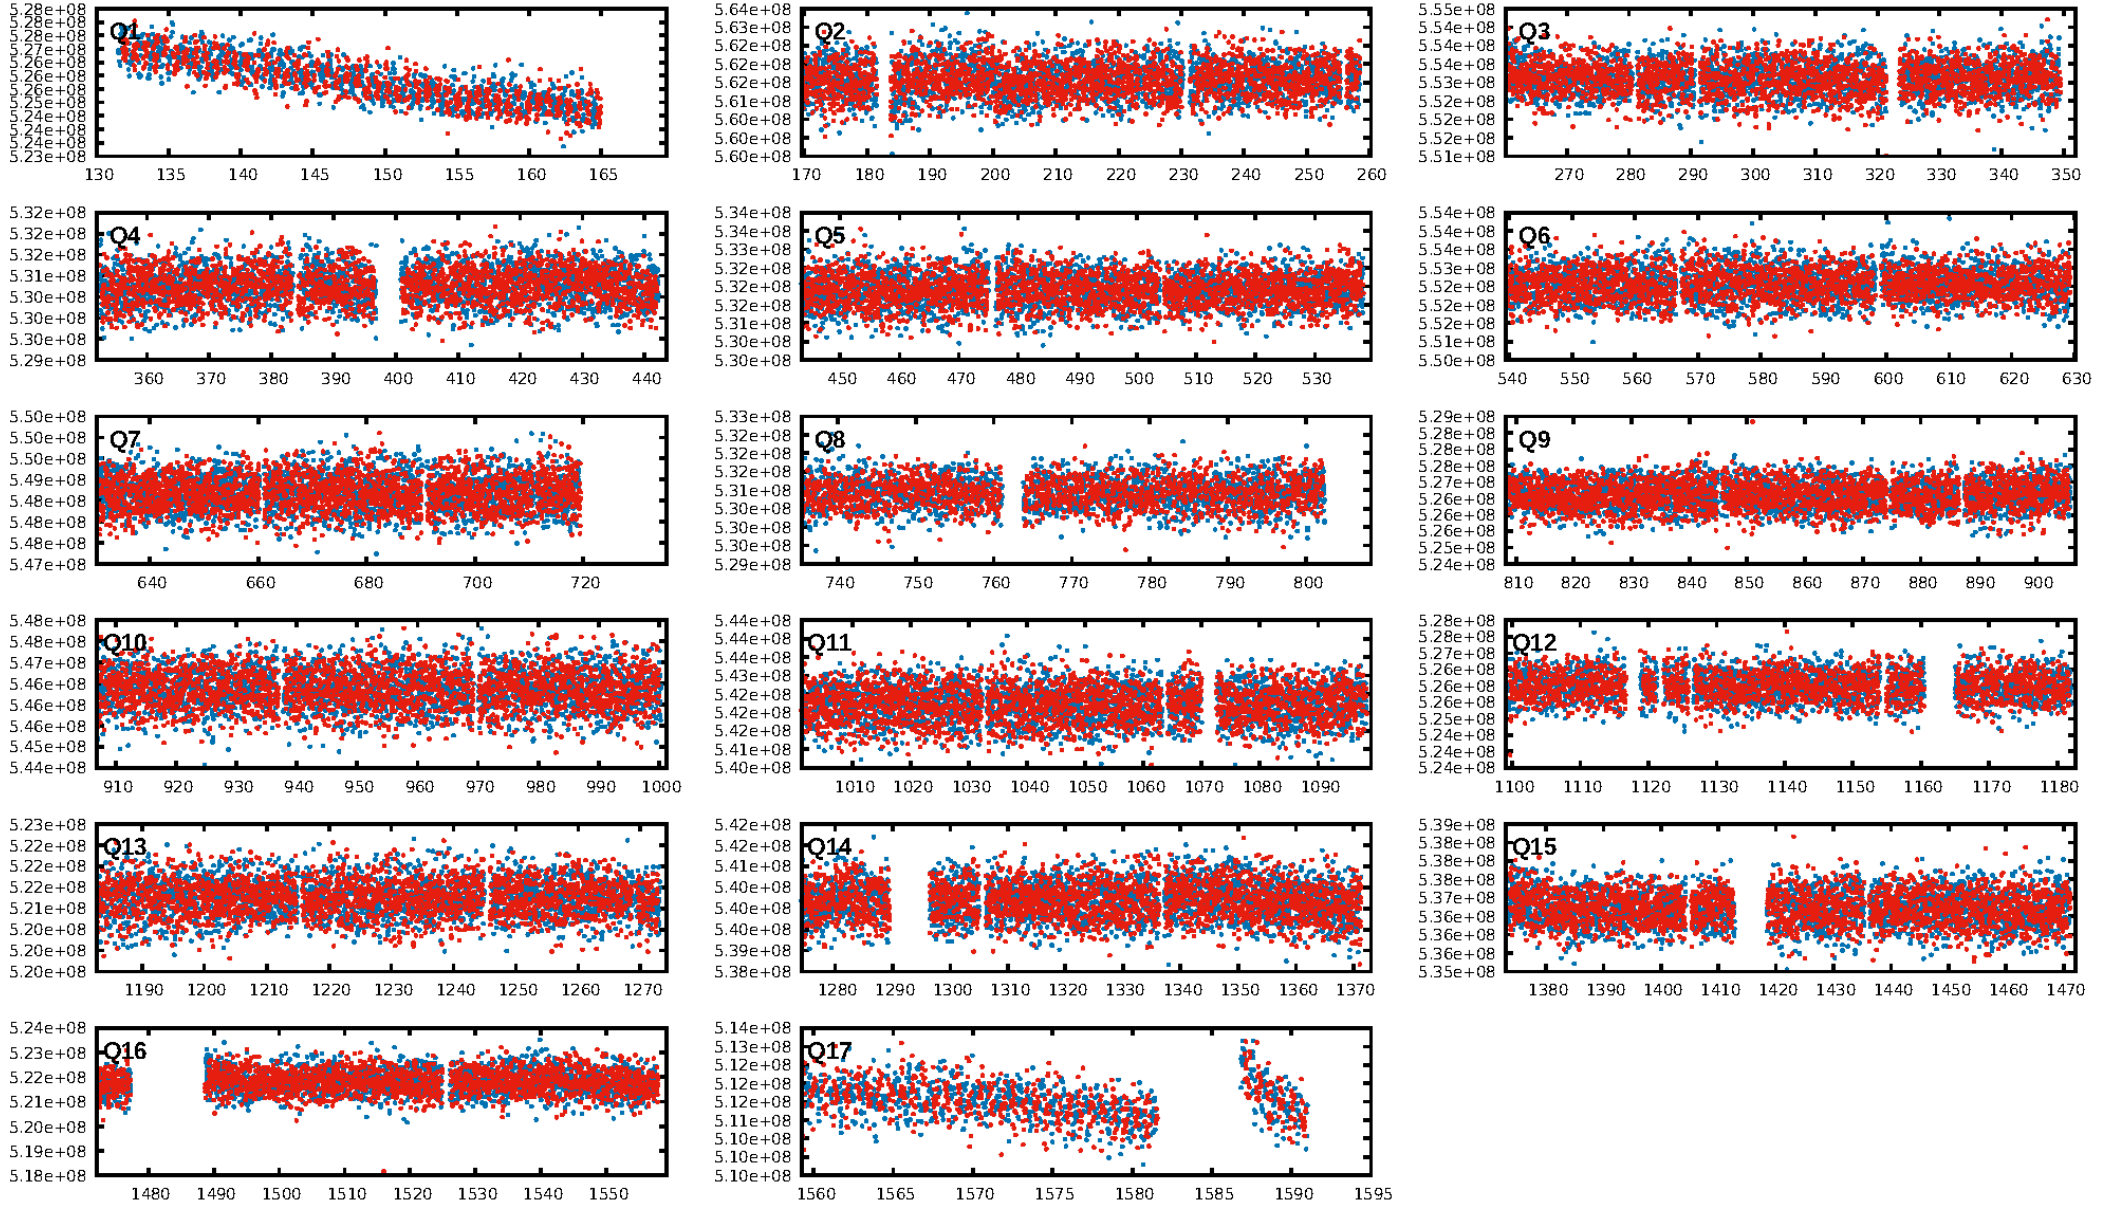 Q1
5.28e+08
5.28e+08
5.27e+08
5.27e+08
5.26e+08
5.26e+08
5.25e+08
5.25e+08
5.24e+08
5.24e+08
5.23e+08
130 135 140 145 150 155 160 165
Q2
5.64e+08
5.63e+08
5.62e+08
5.62e+08
5.61e+08
5.61e+08
5.60e+08
5.60e+08
5.60e+08
170 180 190 200 210 220 230 240 250 260
Q3
5.55e+08
5.54e+08
5.54e+08
5.53e+08
5.52e+08
5.52e+08
5.52e+08
5.51e+08
270 280 290 300 310 320 330 340 350
Q4
5.32e+08
5.32e+08
5.32e+08
5.31e+08
5.30e+08
5.30e+08
5.30e+08
5.29e+08
360 370 380 390 400 410 420 430 440
Q5
5.34e+08
5.34e+08
5.33e+08
5.32e+08
5.32e+08
5.31e+08
5.31e+08
5.30e+08
5.30e+08
450 460 470 480 490 500 510 520 530
Q6
5.54e+08
5.54e+08
5.53e+08
5.53e+08
5.52e+08
5.52e+08
5.52e+08
5.51e+08
5.50e+08
540 550 560 570 580 590 600 610 620 630
Q7
5.50e+08
5.50e+08
5.50e+08
5.49e+08
5.48e+08
5.48e+08
5.48e+08
5.47e+08
640 660 680 700 720
Q8
5.33e+08
5.32e+08
5.32e+08
5.32e+08
5.31e+08
5.30e+08
5.30e+08
5.30e+08
5.29e+08
740 750 760 770 780 790 800
Q9
5.29e+08
5.28e+08
5.28e+08
5.28e+08
5.27e+08
5.26e+08
5.26e+08
5.26e+08
5.25e+08
5.24e+08
810 820 830 840 850 860 870 880 890 900
Q10
5.48e+08
5.48e+08
5.47e+08
5.46e+08
5.46e+08
5.46e+08
5.45e+08
5.44e+08
910 920 930 940 950 960 970 980 990 1000
Q11
5.44e+08
5.44e+08
5.44e+08
5.43e+08
5.42e+08
5.42e+08
5.42e+08
5.41e+08
5.40e+08
1010 1020 1030 1040 1050 1060 1070 1080 1090
Q12
5.28e+08
5.28e+08
5.27e+08
5.26e+08
5.26e+08
5.26e+08
5.25e+08
5.24e+08
5.24e+08
5.24e+08
1100 1110 1120 1130 1140 1150 1160 1170 1180
Q13
5.23e+08
5.22e+08
5.22e+08
5.22e+08
5.21e+08
5.20e+08
5.20e+08
5.20e+08
1190 1200 1210 1220 1230 1240 1250 1260 1270
Q14
5.42e+08
5.42e+08
5.41e+08
5.40e+08
5.40e+08
5.40e+08
5.39e+08
5.38e+08
1280 1290 1300 1310 1320 1330 1340 1350 1360 1370
Q15
5.39e+08
5.38e+08
5.38e+08
5.38e+08
5.37e+08
5.36e+08
5.36e+08
5.36e+08
5.35e+08
1380 1390 1400 1410 1420 1430 1440 1450 1460 1470
Q16
5.24e+08
5.23e+08
5.22e+08
5.21e+08
5.20e+08
5.19e+08
5.18e+08
1480 1490 1500 1510 1520 1530 1540 1550
Q17
5.14e+08
5.13e+08
5.12e+08
5.12e+08
5.12e+08
5.11e+08
5.10e+08
5.10e+08
5.10e+08
1560 1565 1570 1575 1580 1585 1590 1595